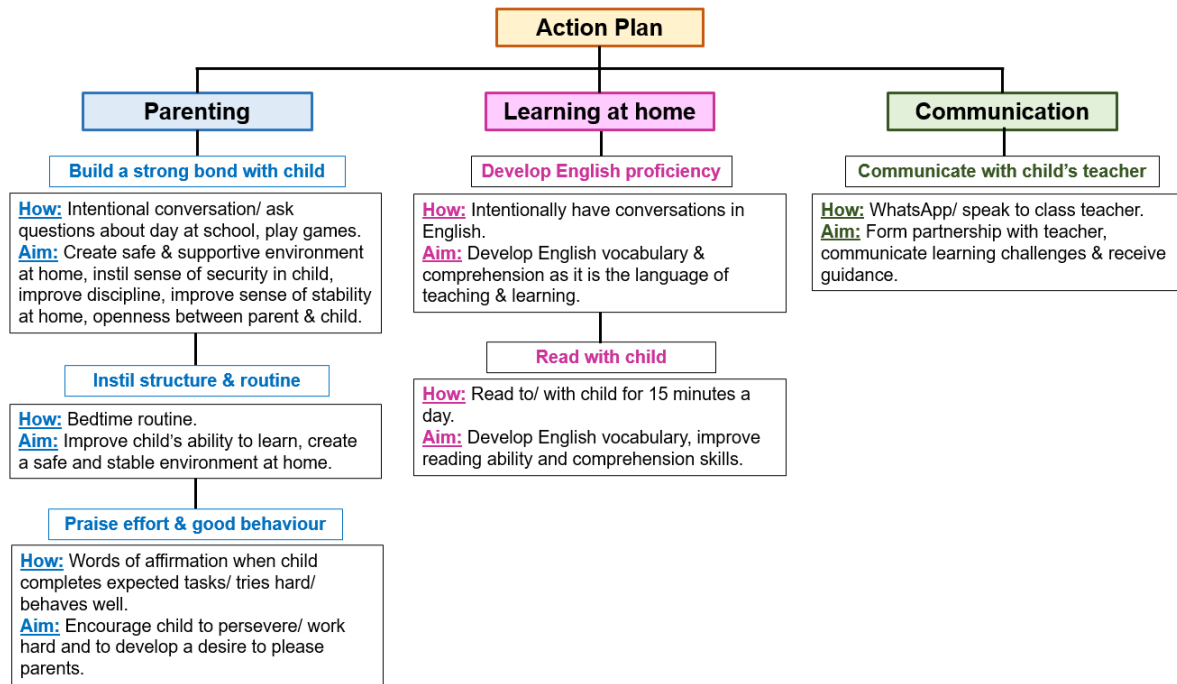 Action Plan
Parenting
Build a strong bond with child
How: Intentional conversation/ ask
questions about day at school, play games.
Aim: Create safe & supportive environment
at home, instil sense of security in child,
improve discipline, improve sense of stability
at home, openness between parent & child.
Instil structure & routine
How: Bedtime routine.
Aim: Improve child's ability to learn, create
a safe and stable environment at home.
Praise effort & good behaviour
How: Words of affirmation when child
completes expected tasks/ tries hard/
behaves well.
Aim: Encourage child to persevere/ work
hard and to develop a desire to please
parents.
Learning at home
Develop English proficiency
How: Intentionally have conversations in
English.
Aim: Develop English vocabulary &
comprehension as it is the language of
teaching & learning.
Read with child
How: Read to/ with child for 15 minutes a
day.
Aim: Develop English vocabulary, improve
reading ability and comprehension skills.
Communication
Communicate with child's teacher
How: WhatsApp/ speak to class teacher.
Aim: Form partnership with teacher,
communicate learning challenges & receive
guidance.